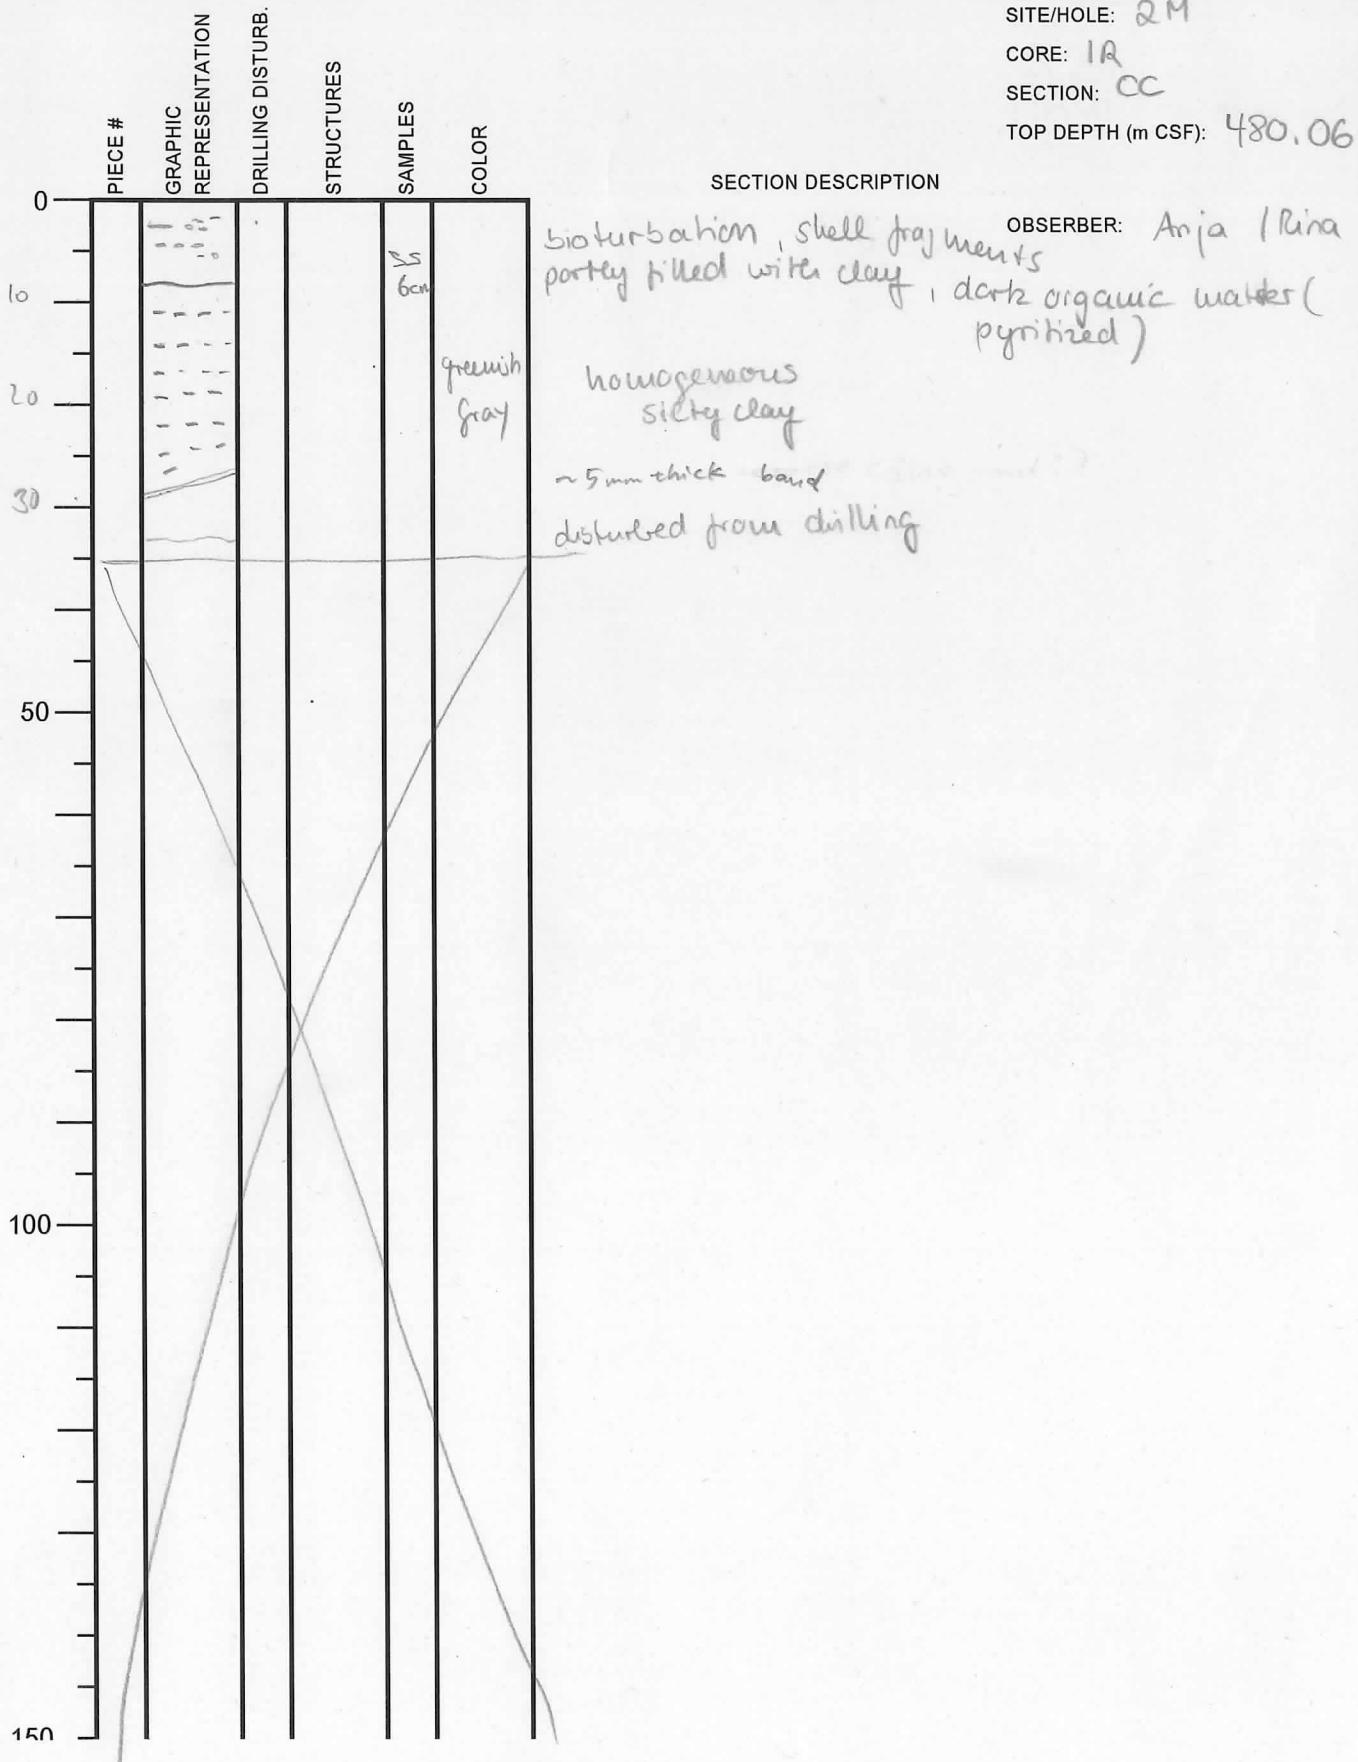 SITE/HOLE: 2M
CORE: 1R
SECTION: CC
TOP DEPTH (m CSF): 480.06
PIECE #
GRAPHIC
REPRESENTATION
DRILLING DISTURB.
STRUCTURES
SAMPLES
COLOR
SECTION DESCRIPTION
OBSERBER: Anja / Rina
0
bioturbation, shell fragments
partly filled with clay, dark organic matter (
pyritized)
SS
6cm
10
greenish
gray
homogenous
silty clay
20
~5mm thick band
30
disturbed from drilling
50
100
150